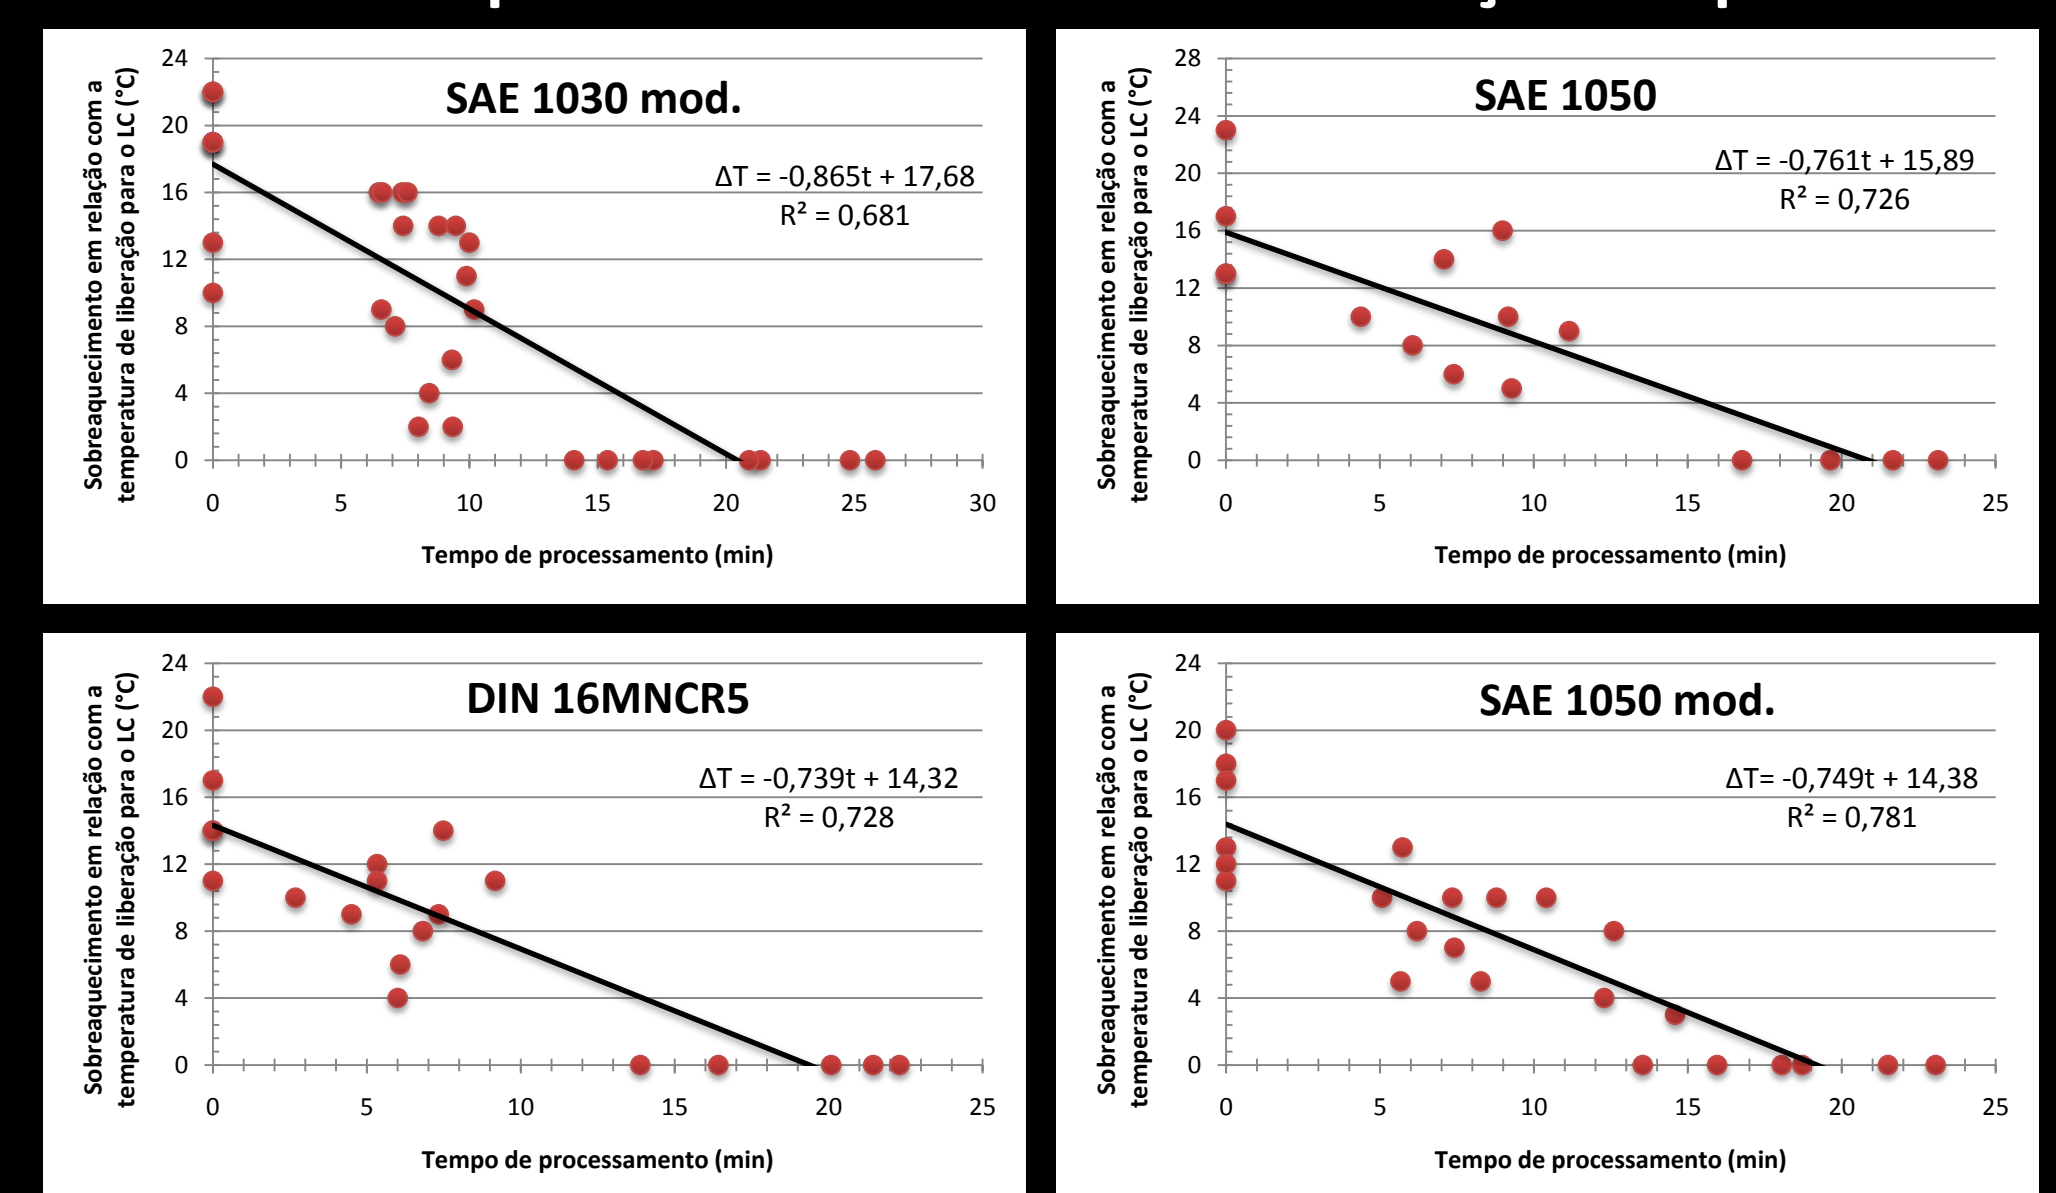 SAE 1030 mod.
Sobreaquecimento em relação com a
temperatura de liberação para o LC (°C)
24
20
16
12
8
4
0
ΔT = -0,865t + 17,68
R² = 0,681
0 5 10 15 20 25 30
Tempo de processamento (min)
SAE 1050
Sobreaquecimento em relação com a
temperatura de liberação para o LC (°C)
28
24
20
16
12
8
4
0
ΔT = -0,761t + 15,89
R² = 0,726
0 5 10 15 20 25
Tempo de processamento (min)
DIN 16MNCR5
Sobreaquecimento em relação com a
temperatura de liberação para o LC (°C)
24
20
16
12
8
4
0
ΔT = -0,739t + 14,32
R² = 0,728
0 5 10 15 20 25
Tempo de processamento (min)
SAE 1050 mod.
Sobreaquecimento em relação com a
temperatura de liberação para o LC (°C)
24
20
16
12
8
4
0
ΔT= -0,749t + 14,38
R² = 0,781
0 5 10 15 20 25
Tempo de processamento (min)